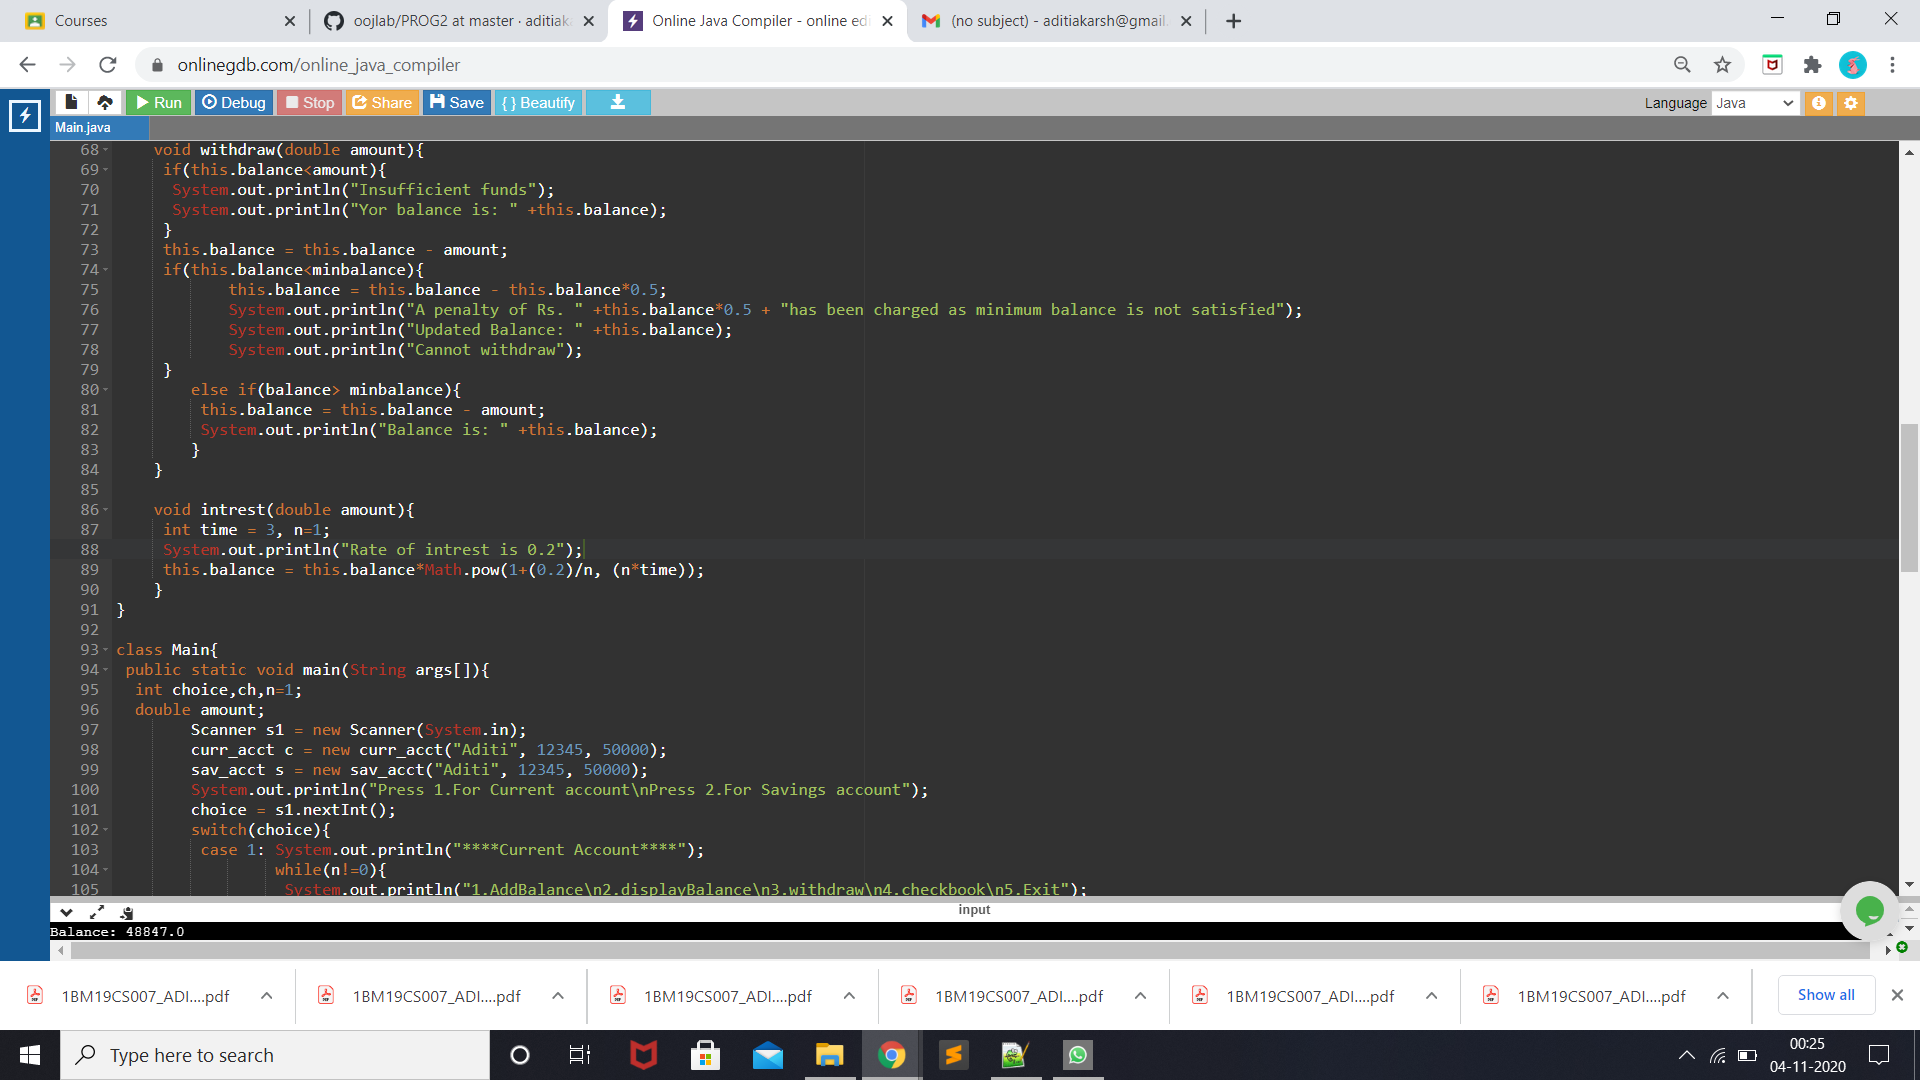 Courses
oojlab/PROG2 at master · aditiak
Online Java Compiler - online edi
(no subject) - aditiakarsh@gmail.
onlinegdb.com/online_java_compiler
Run
Debug
Stop
Share
Save
{ } Beautify
Language
Java
Main.java
68 void withdraw(double amount){
69 if(this.balance<amount){
70 System.out.println("Insufficient funds");
71 System.out.println("Yor balance is: " +this.balance);
72 }
73 this.balance = this.balance - amount;
74 if(this.balance<minbalance){
75 this.balance = this.balance - this.balance*0.5;
76 System.out.println("A penalty of Rs. " +this.balance*0.5 + "has been charged as minimum balance is not satisfied");
77 System.out.println("Updated Balance: " +this.balance);
78 System.out.println("Cannot withdraw");
79 }
80 else if(balance> minbalance){
81 this.balance = this.balance - amount;
82 System.out.println("Balance is: " +this.balance);
83 }
84 }
85
86 void intrest(double amount){
87 int time = 3, n=1;
88 System.out.println("Rate of intrest is 0.2");
89 this.balance = this.balance*Math.pow(1+(0.2)/n, (n*time));
90 }
91 }
92
93 class Main{
94 public static void main(String args[]){
95 int choice,ch,n=1;
96 double amount;
97 Scanner s1 = new Scanner(System.in);
98 curr_acct c = new curr_acct("Aditi", 12345, 50000);
99 sav_acct s = new sav_acct("Aditi", 12345, 50000);
100 System.out.println("Press 1.For Current account\nPress 2.For Savings account");
101 choice = s1.nextInt();
102 switch(choice){
103 case 1: System.out.println("****Current Account****");
104 while(n!=0){
105 System.out.println("1.AddBalance\n2.displayBalance\n3.withdraw\n4.checkbook\n5.Exit");
input
Balance: 48847.0
1BM19CS007_ADI....pdf
1BM19CS007_ADI....pdf
1BM19CS007_ADI....pdf
1BM19CS007_ADI....pdf
1BM19CS007_ADI....pdf
1BM19CS007_ADI....pdf
Show all
Type here to search
00:25
04-11-2020